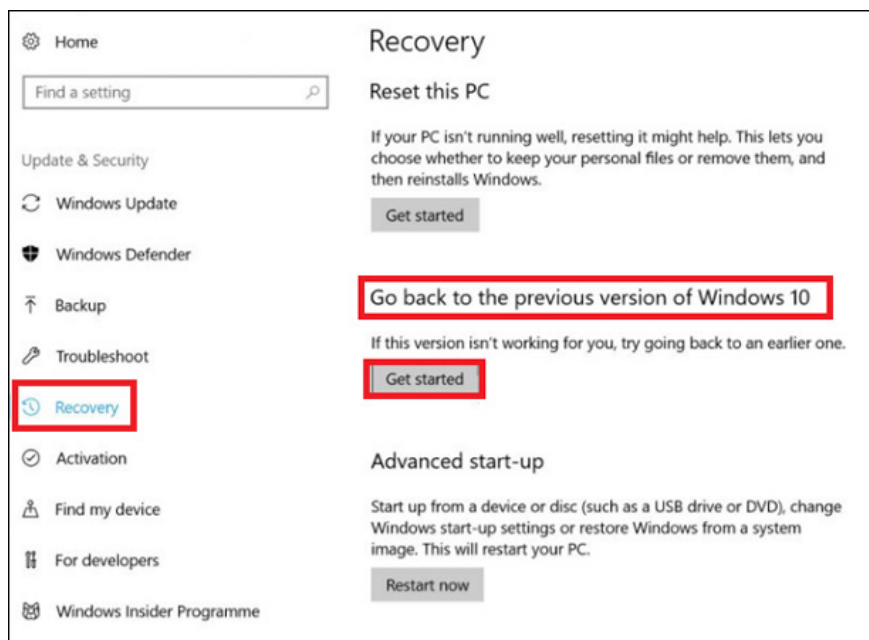 Home
Find a setting
Update & Security
Windows Update
Windows Defender
Backup
Troubleshoot
Recovery
Activation
Find my device
For developers
Windows Insider Programme
Recovery
Reset this PC
If your PC isn't running well, resetting it might help. This lets you
choose whether to keep your personal files or remove them, and
then reinstalls Windows.
Get started
Go back to the previous version of Windows 10
If this version isn't working for you, try going back to an earlier one.
Get started
Advanced start-up
Start up from a device or disc (such as a USB drive or DVD), change
Windows start-up settings or restore Windows from a system
image. This will restart your PC.
Restart now